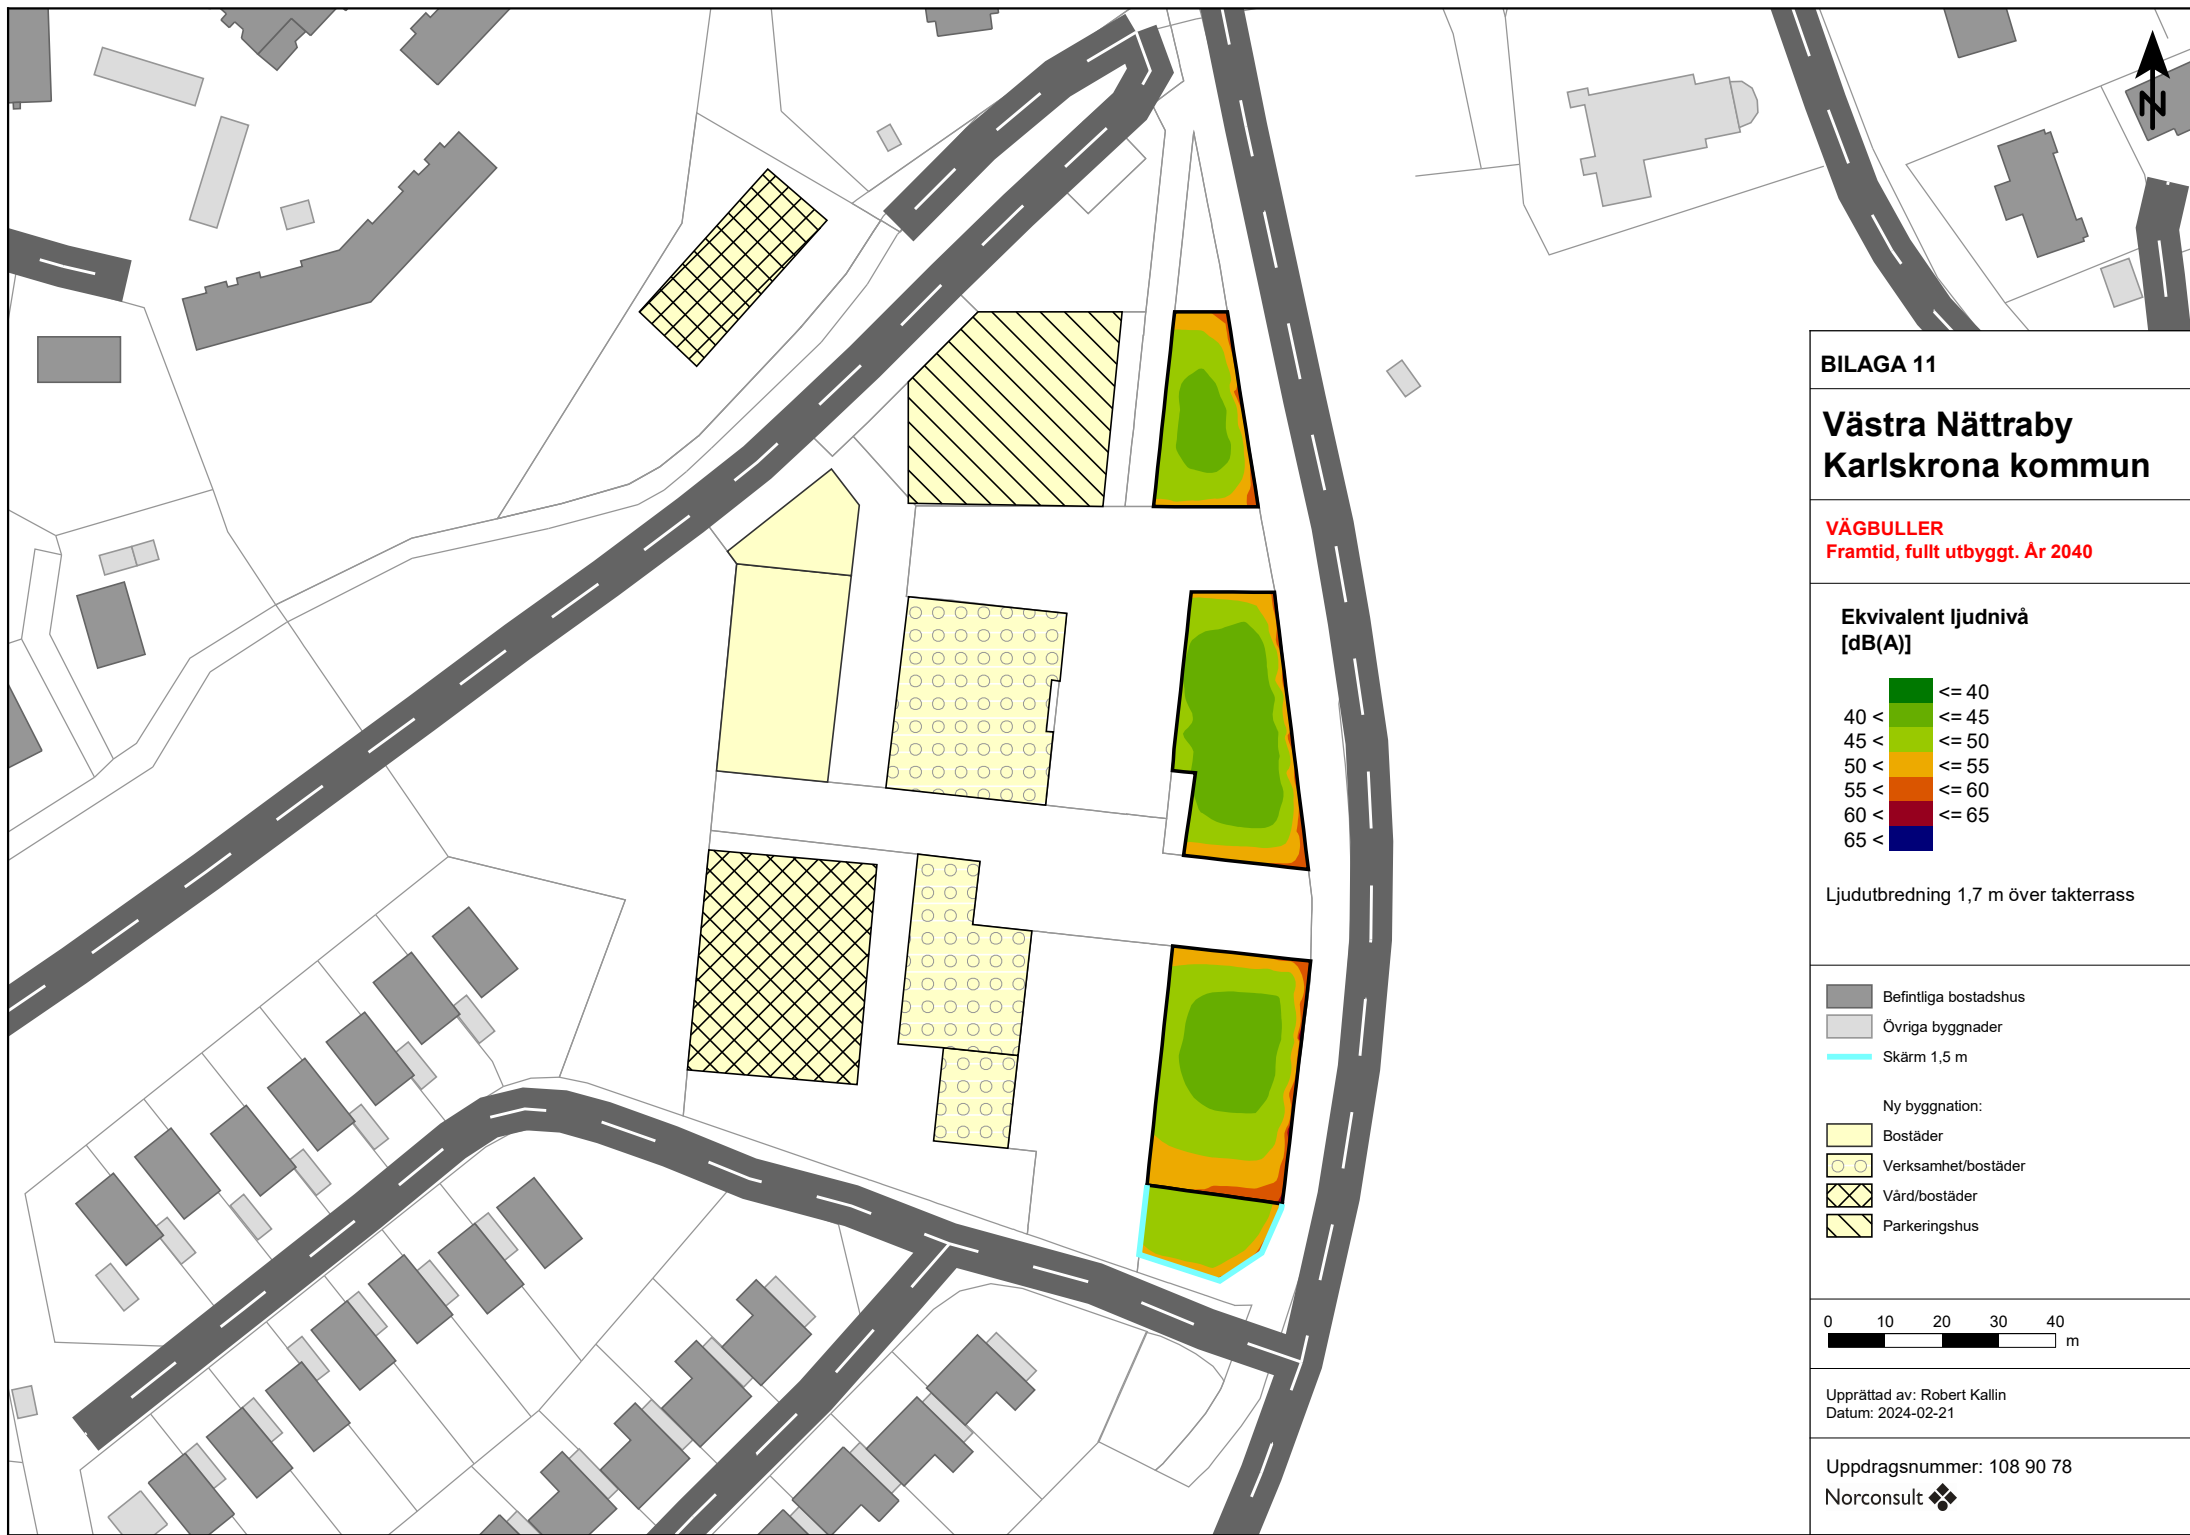 N
BILAGA 11
Västra Nättraby
Karlskrona kommun
VÄGBULLER
Framtid, fullt utbyggt. År 2040
Ekvivalent ljudnivå
[dB(A)]
<= 40
40 < <= 45
45 < <= 50
50 < <= 55
55 < <= 60
60 < <= 65
65 <
Ljudutbredning 1,7 m över takterrass
Befintliga bostadshus
Övriga byggnader
Skärm 1,5 m
Ny byggnation:
Bostäder
Verksamhet/bostäder
Vård/bostäder
Parkeringshus
0 10 20 30 40
m
Upprättad av: Robert Kallin
Datum: 2024-02-21
Uppdragsnummer: 108 90 78
Norconsult